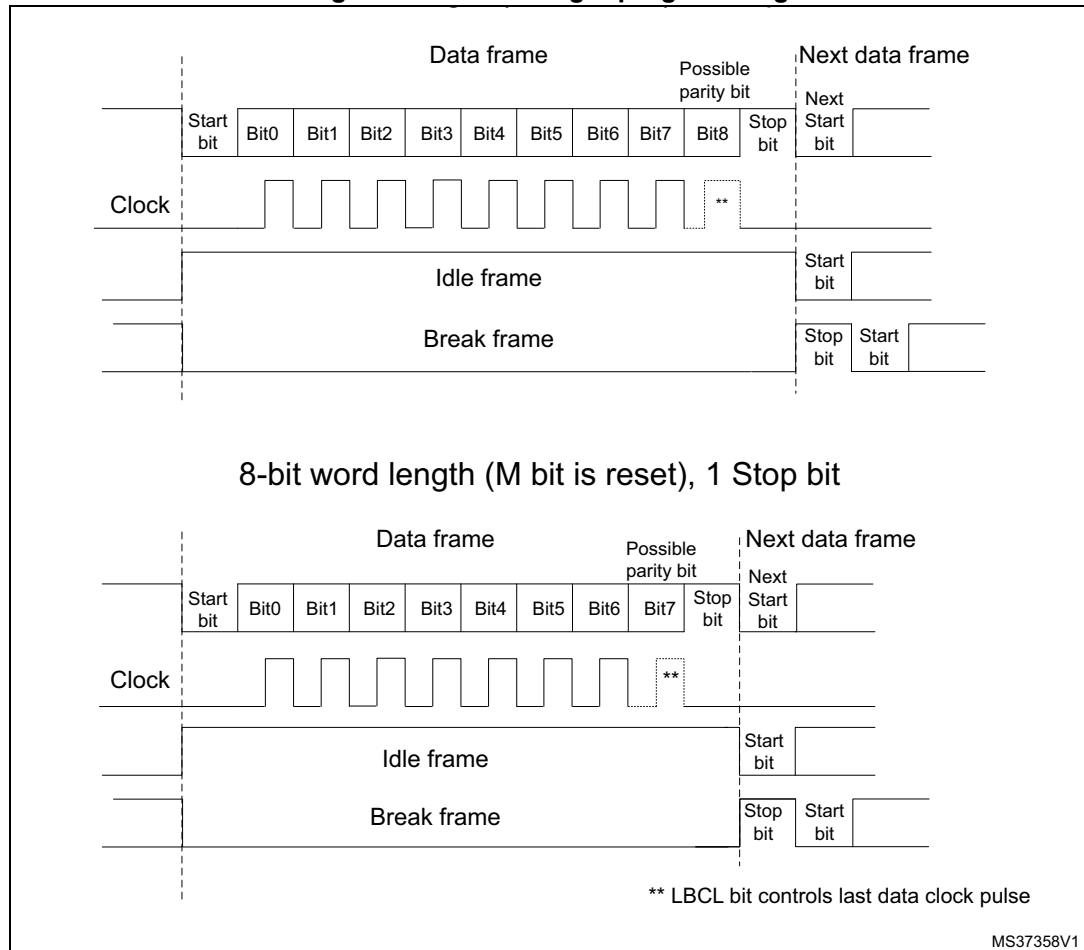 Data frame
Next data frame
Possible
parity bit
Next
Start
bit
Start
bit
Bit0 Bit1 Bit2 Bit3 Bit4 Bit5 Bit6 Bit7 Bit8
Stop
bit
Clock
**
Idle frame
Start
bit
Break frame
Stop
bit
Start
bit
8-bit word length (M bit is reset), 1 Stop bit
Data frame
Next data frame
Possible
parity bit
Next
Start
bit
Start
bit
Bit0 Bit1 Bit2 Bit3 Bit4 Bit5 Bit6 Bit7
Stop
bit
Clock
**
Idle frame
Start
bit
Break frame
Stop
bit
Start
bit
** LBCL bit controls last data clock pulse
MS37358V1